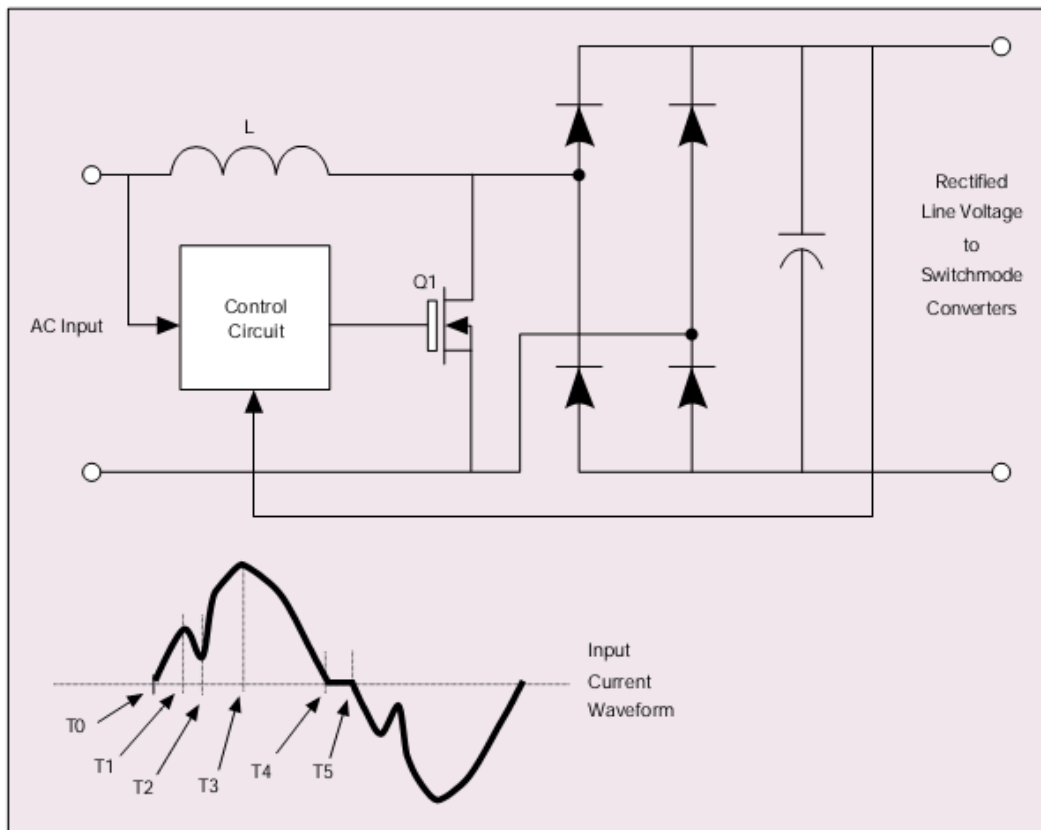 L
Q1
Control
Circuit
AC Input
Rectified
Line Voltage
to
Switchmode
Converters
Input
Current
Waveform
T0
T1
T2
T3
T4
T5